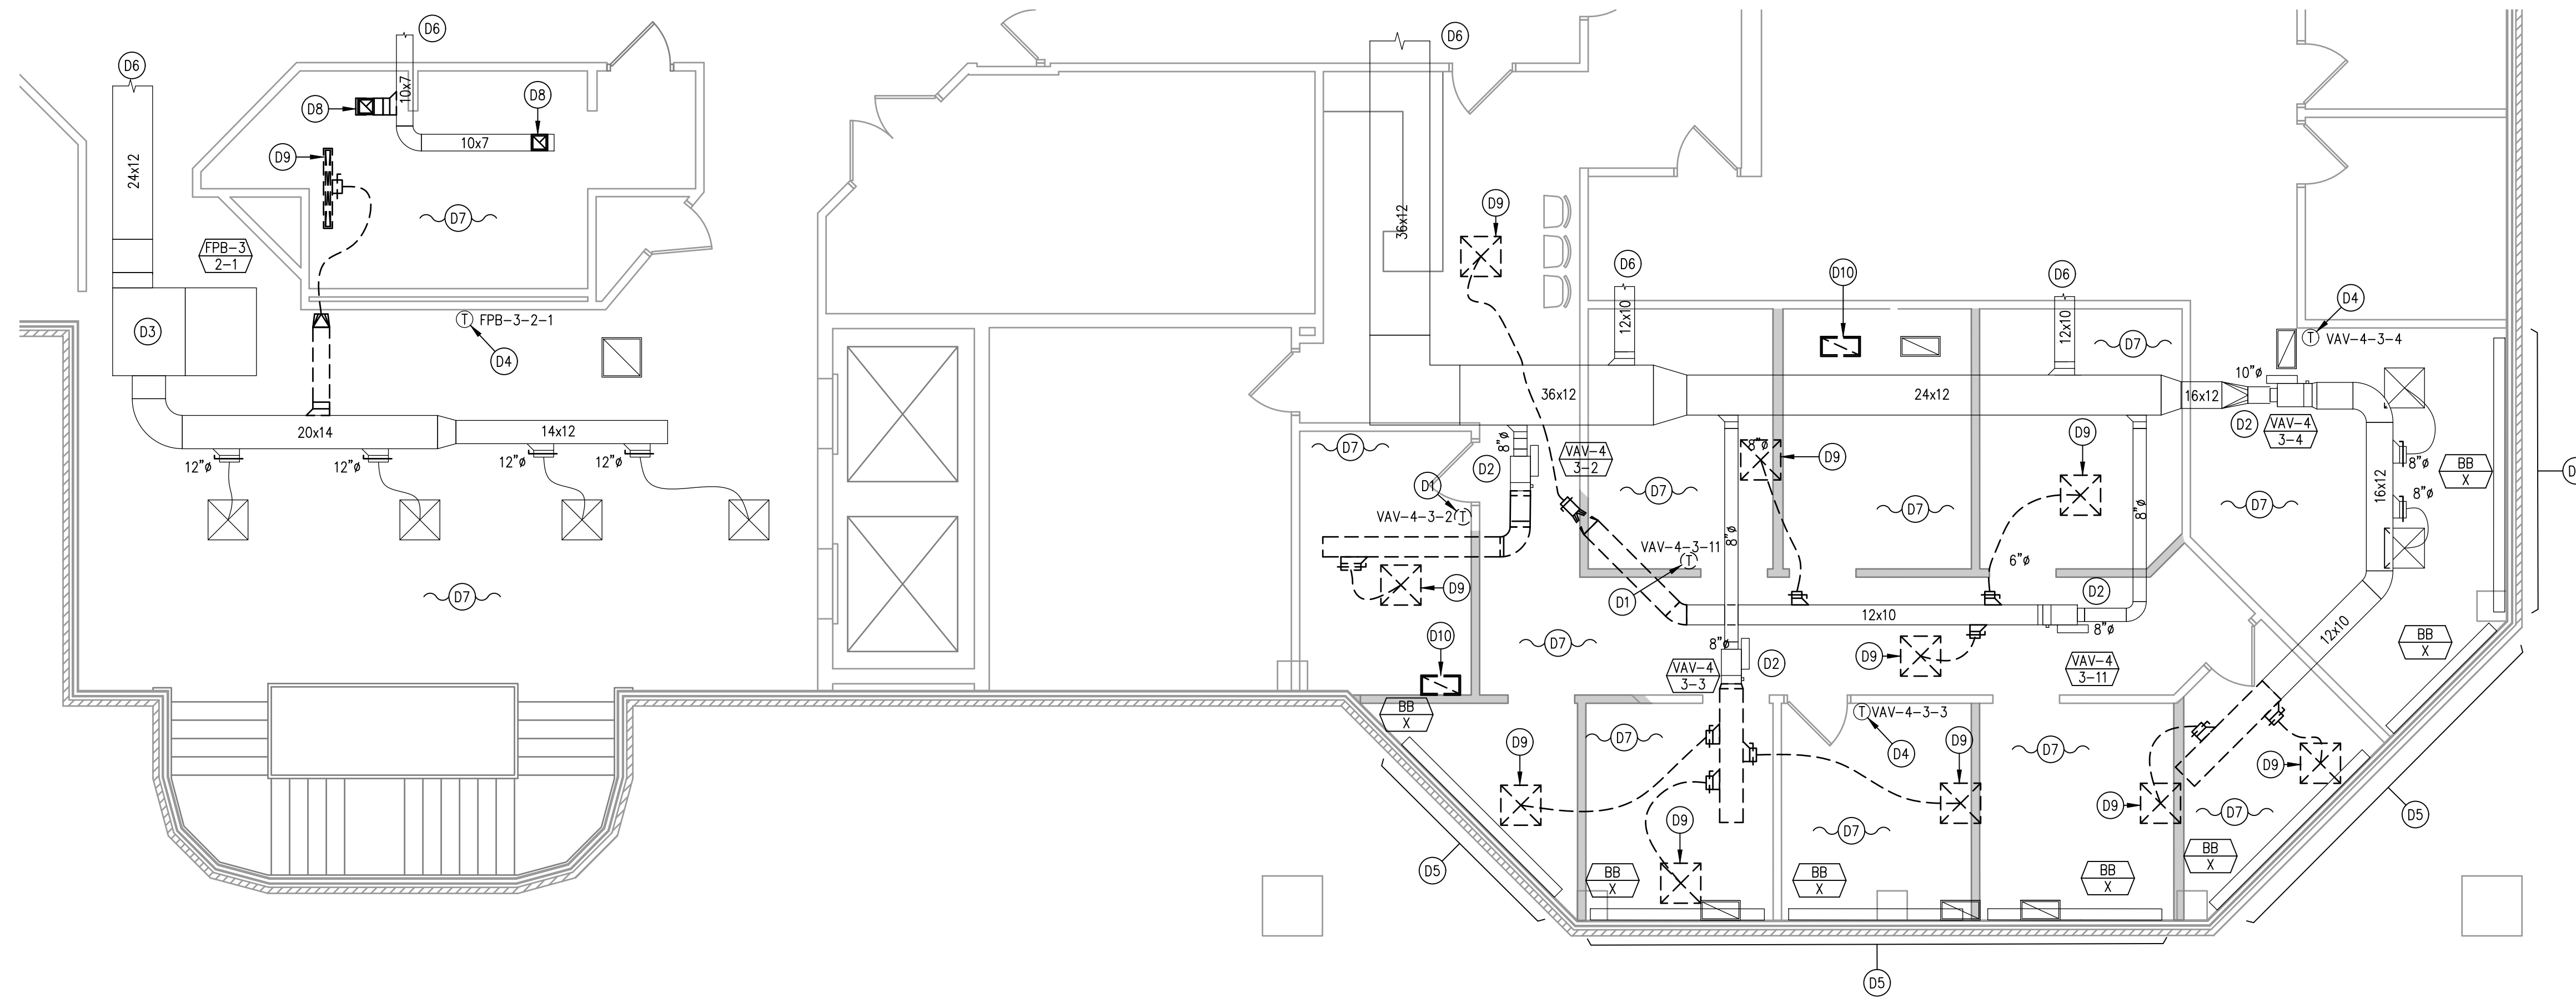 D6
D6
D6
24x12
10x7
D8
D8
10x7
D9
D7
FPB-3
2-1
36x12
D9
D6
D10
D6
D4
D3
T FPB-3-2-1
D4
T VAV-4-3-4
12x10
12x10
D7
10"ø
20x14
14x12
36x12
24x12
16x12
D2
VAV-4
3-4
12"ø
12"ø
12"ø
12"ø
D7
8"ø
D2
VAV-4
3-2
8"ø
D9
D9
8"ø
BB
X
D
D1
VAV-4-3-2 T
D7
D7
8"ø
D7
8"ø
16x12
8"ø
VAV-4-3-11
T
6"ø
D7
D9
D1
12x10
D2
8"ø
D10
D7
8"ø
VAV-4
3-3
D2
D9
VAV-4
3-11
12x10
BB
X
BB
X
D9
D7
T VAV-4-3-3
D4
D9
D7
D9
D9
D7
D9
D7
D5
D5
BB
X
BB
X
BB
X
BB
X
D5